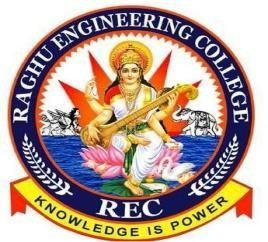 RAGHU ENGINEERING COLLEGE
REC
KNOWLEDGE IS POWER